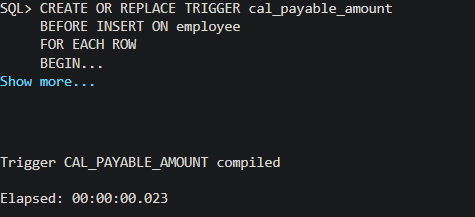 SQL> CREATE OR REPLACE TRIGGER cal_payable_amount
BEFORE INSERT ON employee
FOR EACH ROW
BEGIN...
Show more...
Trigger CAL_PAYABLE_AMOUNT compiled
Elapsed: 00:00:00.023